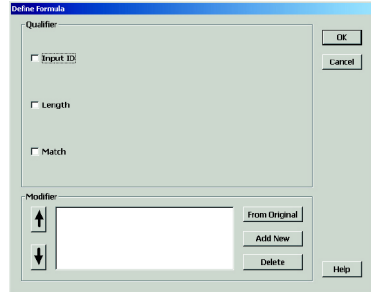 Define Formula
Qualifier
OK
Input ID
Cancel
Length
Match
Modifier
From Original
Add New
Delete
Help